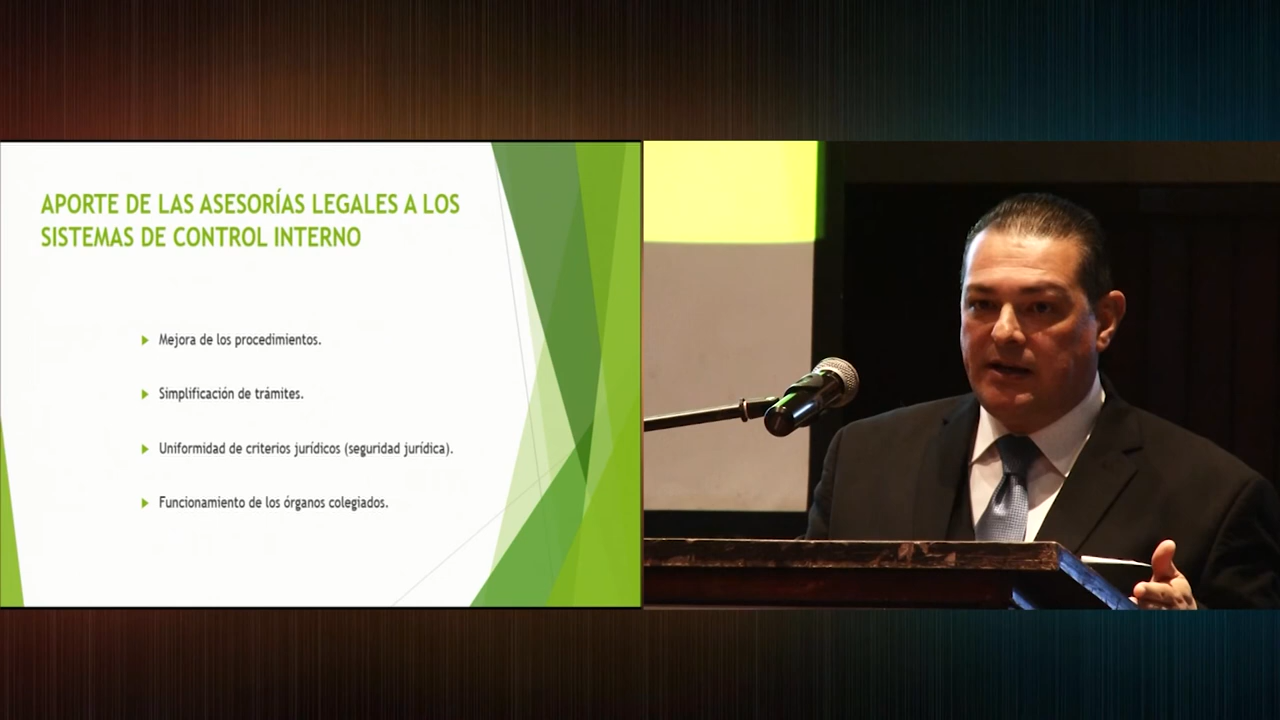 APORTE DE LAS ASESORÍAS LEGALES A LOS
SISTEMAS DE CONTROL INTERNO
Mejora de los procedimientos.
Simplificación de trámites.
Uniformidad de criterios jurídicos (seguridad jurídica).
Funcionamiento de los órganos colegiados.